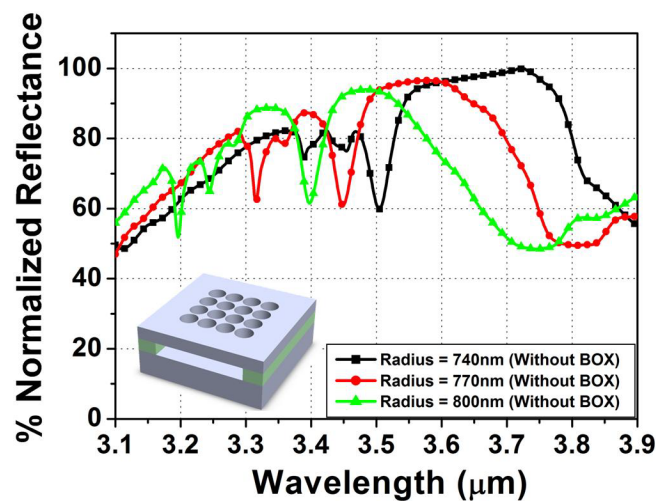 % Normalized Reflectance
100
80
60
40
20
0
Radius = 740nm (Without BOX)
Radius = 770nm (Without BOX)
Radius = 800nm (Without BOX)
3.1 3.2 3.3 3.4 3.5 3.6 3.7 3.8 3.9
Wavelength (μm)